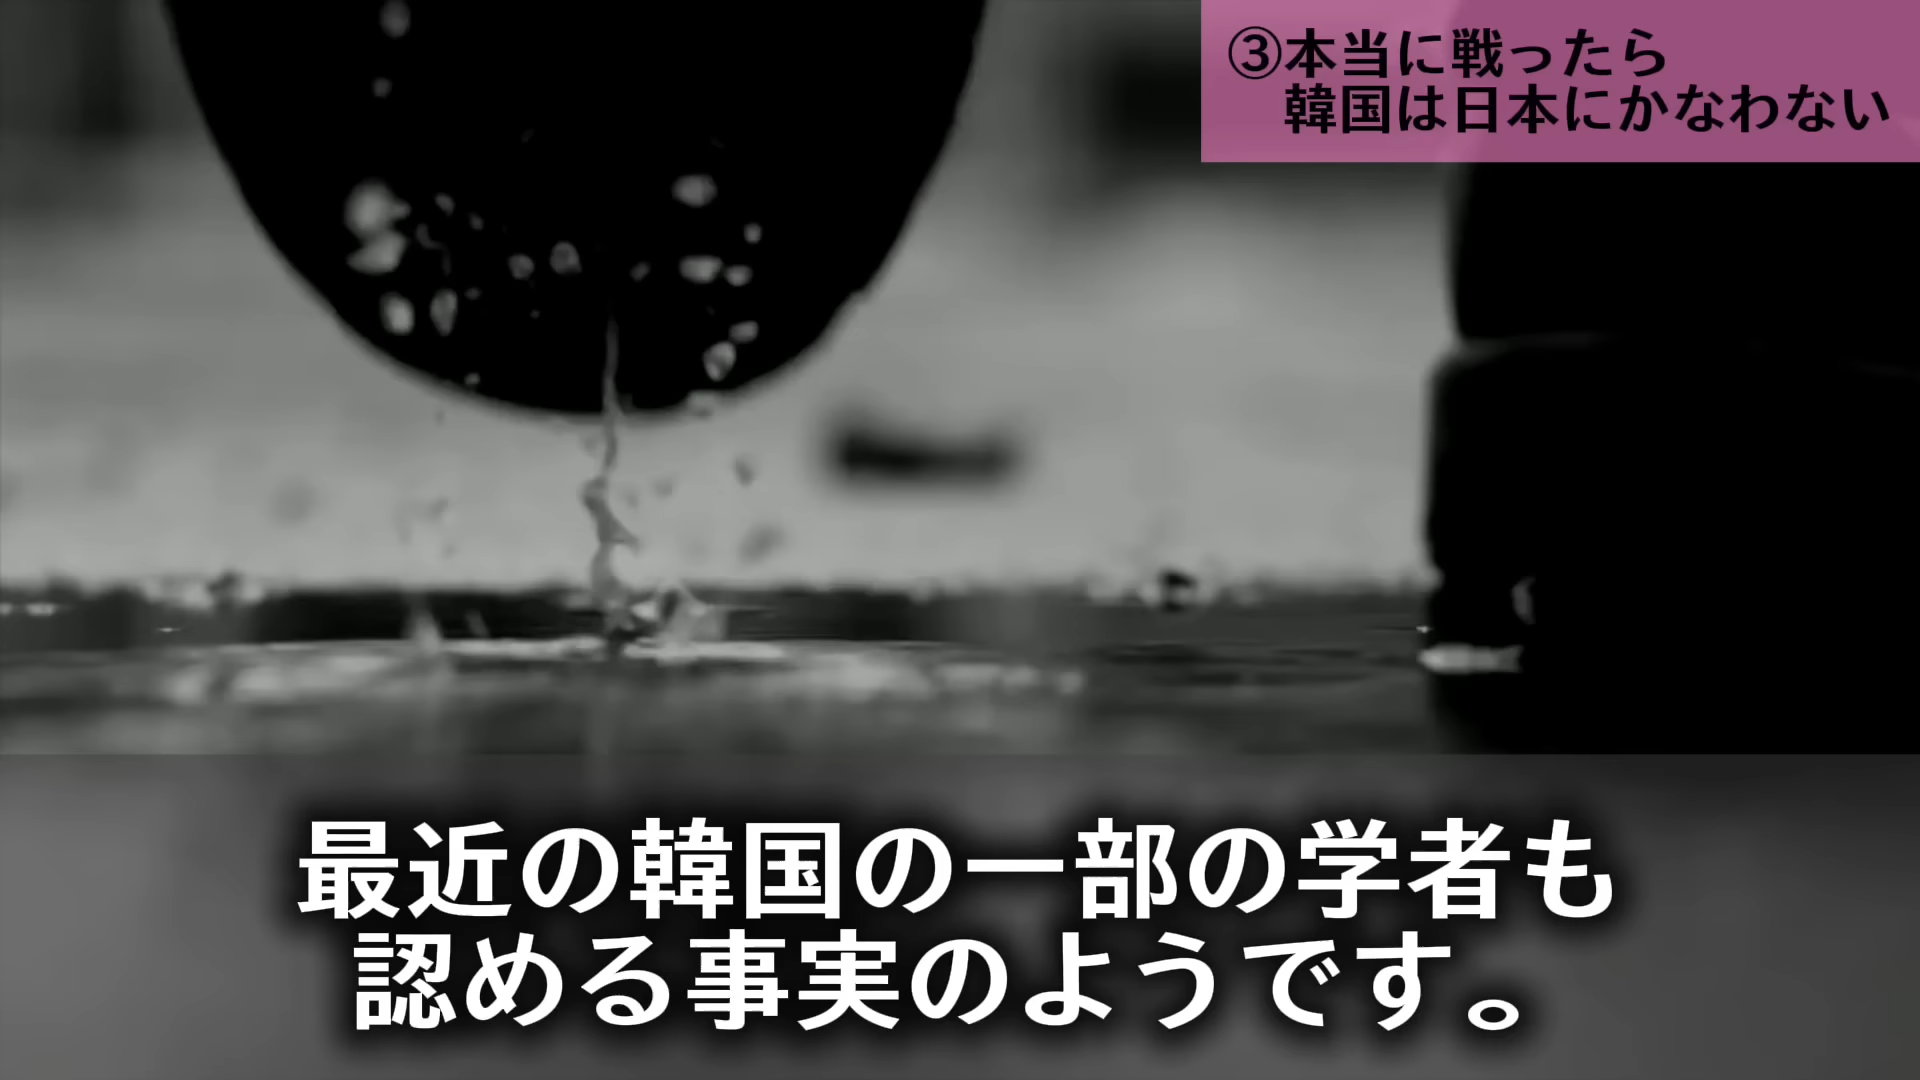 ③本当に戦ったら
韓国は日本にかなわない
最近の韓国の一部の学者も
認める事実のようです。